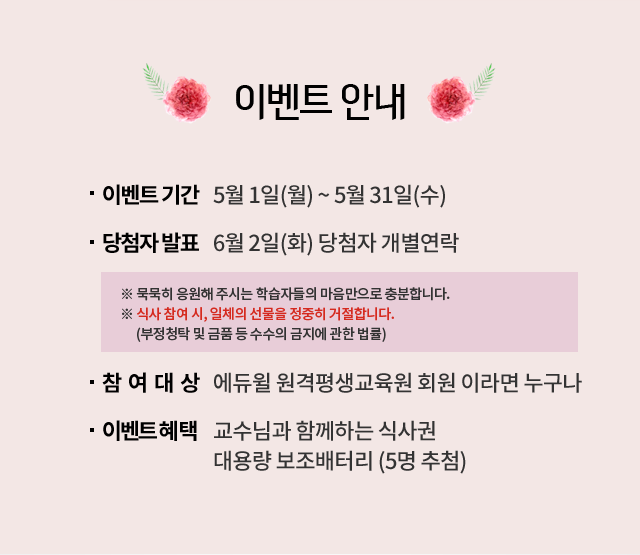 이벤트 안내
· 이벤트 기간 5월 1일(월) ~ 5월 31일(수)
· 당첨자 발표 6월 2일(화) 당첨자 개별연락
※ 묵묵히 응원해 주시는 학습자들의 마음만으로 충분합니다.
※ 식사 참여 시, 일체의 선물을 정중히 거절합니다.
(부정청탁 및 금품 등 수수의 금지에 관한 법률)
· 참 여 대 상 에듀윌 원격평생교육원 회원 이라면 누구나
· 이벤트 혜택 교수님과 함께하는 식사권
대용량 보조배터리 (5명 추첨)